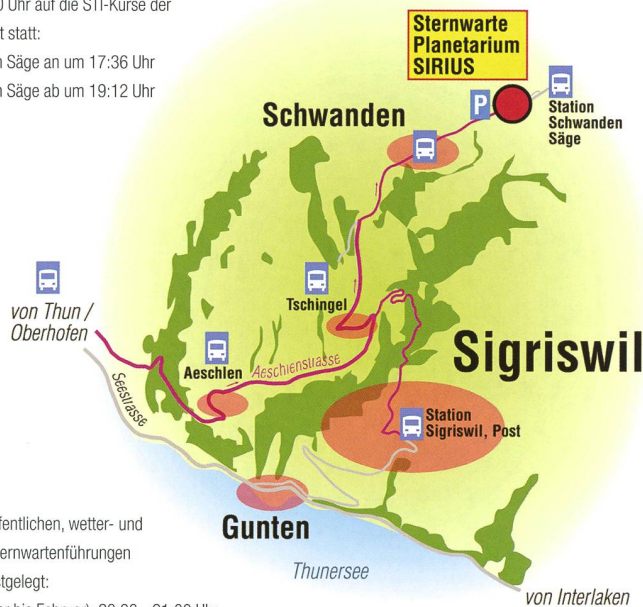 Uhr auf die STI-Kurse der
t statt:
Säge an um 17:36 Uhr
Säge ab um 19:12 Uhr
Sternwarte
Planetarium
SIRIUS
P
Station
Schwanden
Säge
Schwanden
Tschingel
von Thun /
Oberhofen
Aeschlen
Aeschlenstrasse
Seestrasse
Sigriswil
Station
Sigriswil, Post
Gunten
Thunersee
von Interlaken
fentlichen, wetter- und
ernwartenführungen
tgelegt: